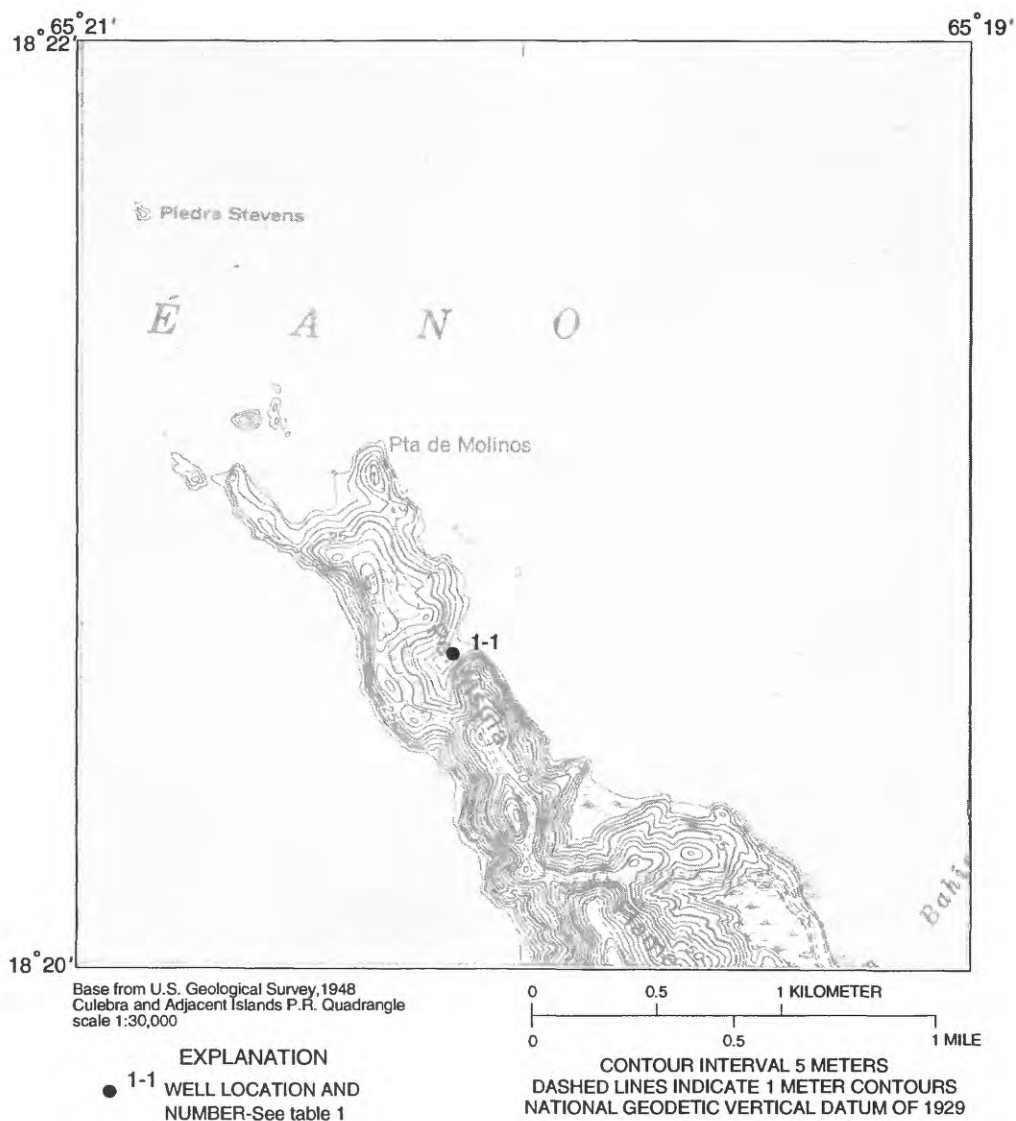 65°21' 65°19'
18°22'
Piedra Stevens
É A N O
Pta de Molinos
1-1
Bahí
18°20'
Base from U.S. Geological Survey,1948
Culebra and Adjacent Islands P.R. Quadrangle
scale 1:30,000
0 0.5 1 KILOMETER
0 0.5 1 MILE
EXPLANATION
1-1 WELL LOCATION AND
NUMBER-See table 1
CONTOUR INTERVAL 5 METERS
DASHED LINES INDICATE 1 METER CONTOURS
NATIONAL GEODETIC VERTICAL DATUM OF 1929